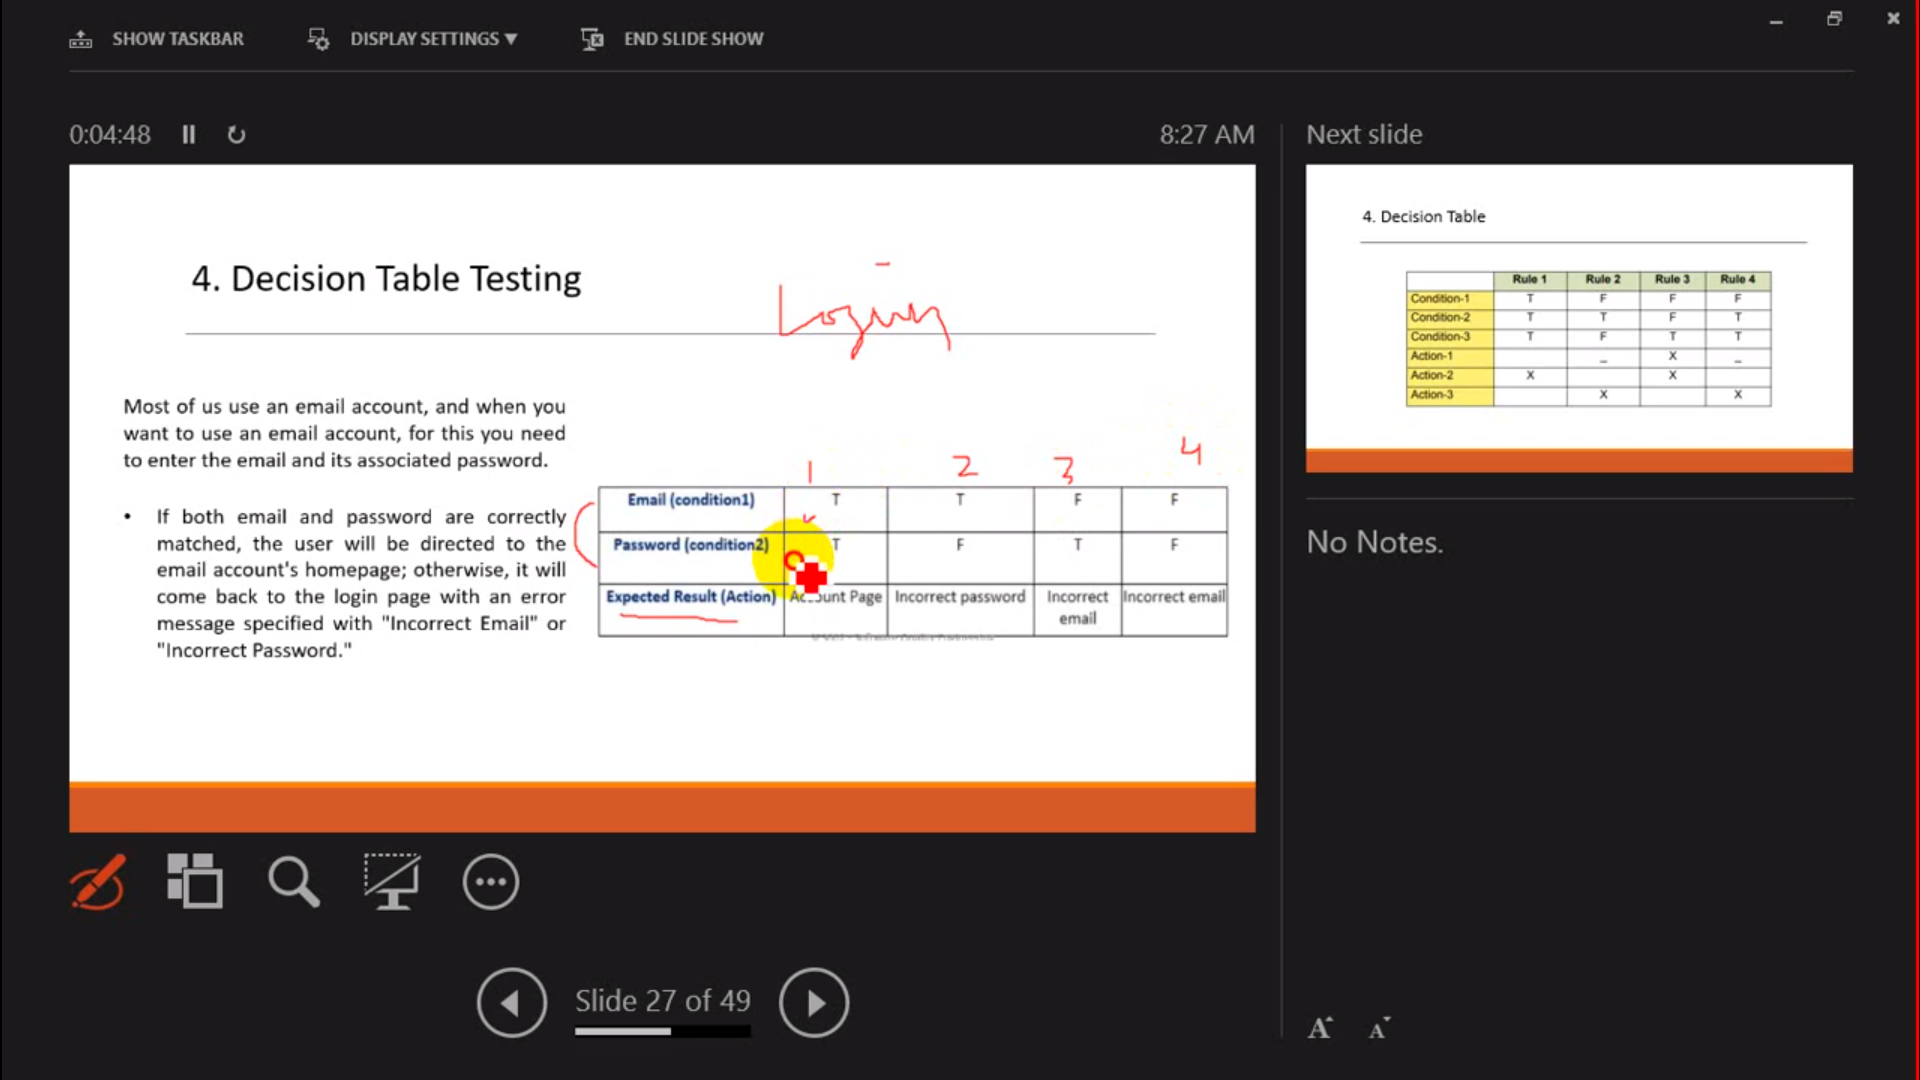 SHOW TASKBAR DISPLAY SETTINGS ▼ END SLIDE SHOW
0:04:48 8:27 AM
4. Decision Table Testing
Login
Most of us use an email account, and when you
want to use an email account, for this you need
to enter the email and its associated password.
• If both email and password are correctly
matched, the user will be directed to the
email account's homepage; otherwise, it will
come back to the login page with an error
message specified with "Incorrect Email" or
"Incorrect Password."
1 2 3 4
Email (condition1) T T F F
Password (condition2) T F T F
Expected Result (Action) Account Page Incorrect password Incorrect email Incorrect email
Slide 27 of 49
Next slide
4. Decision Table
Rule 1 Rule 2 Rule 3 Rule 4
Condition-1 T F F F
Condition-2 T T F T
Condition-3 T F T T
Action-1 _ X _
Action-2 X X
Action-3 X X
No Notes.
A A